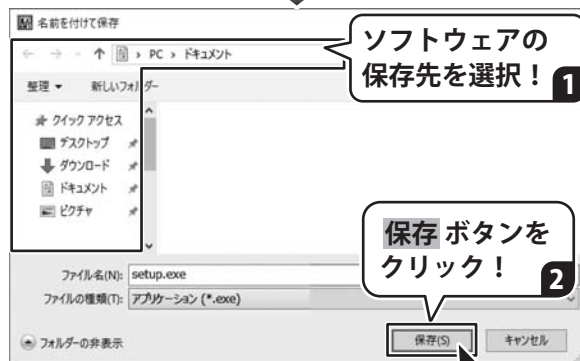 名前を付けて保存
PC › ドキュメント
ソフトウェアの
保存先を選択！
1
整理
新しいフォルダー
クイック アクセス
デスクトップ
ダウンロード
ドキュメント
ピクチャ
保存 ボタンを
クリック！
2
ファイル名(N): setup.exe
ファイルの種類(T): アプリケーション (*.exe)
フォルダーの非表示
保存(S)
キャンセル